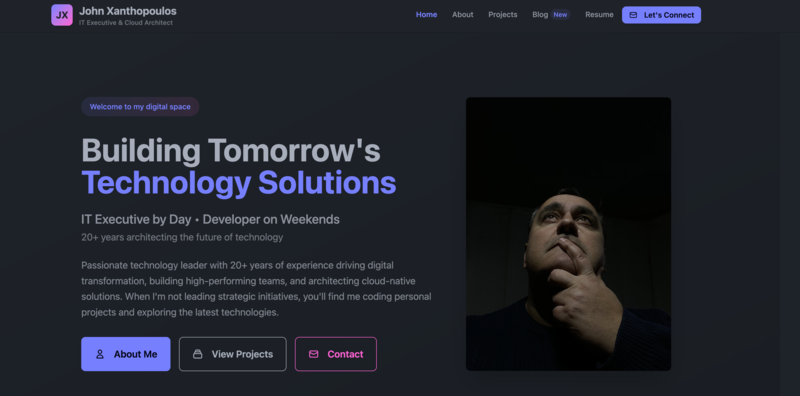 JX
John Xanthopoulos
IT Executive & Cloud Architect
Home
About
Projects
Blog New
Resume
Let's Connect
Welcome to my digital space
Building Tomorrow's
Technology Solutions
IT Executive by Day • Developer on Weekends
20+ years architecting the future of technology
Passionate technology leader with 20+ years of experience driving digital
transformation, building high-performing teams, and architecting cloud-native
solutions. When I'm not leading strategic initiatives, you'll find me coding personal
projects and exploring the latest technologies.
About Me
View Projects
Contact